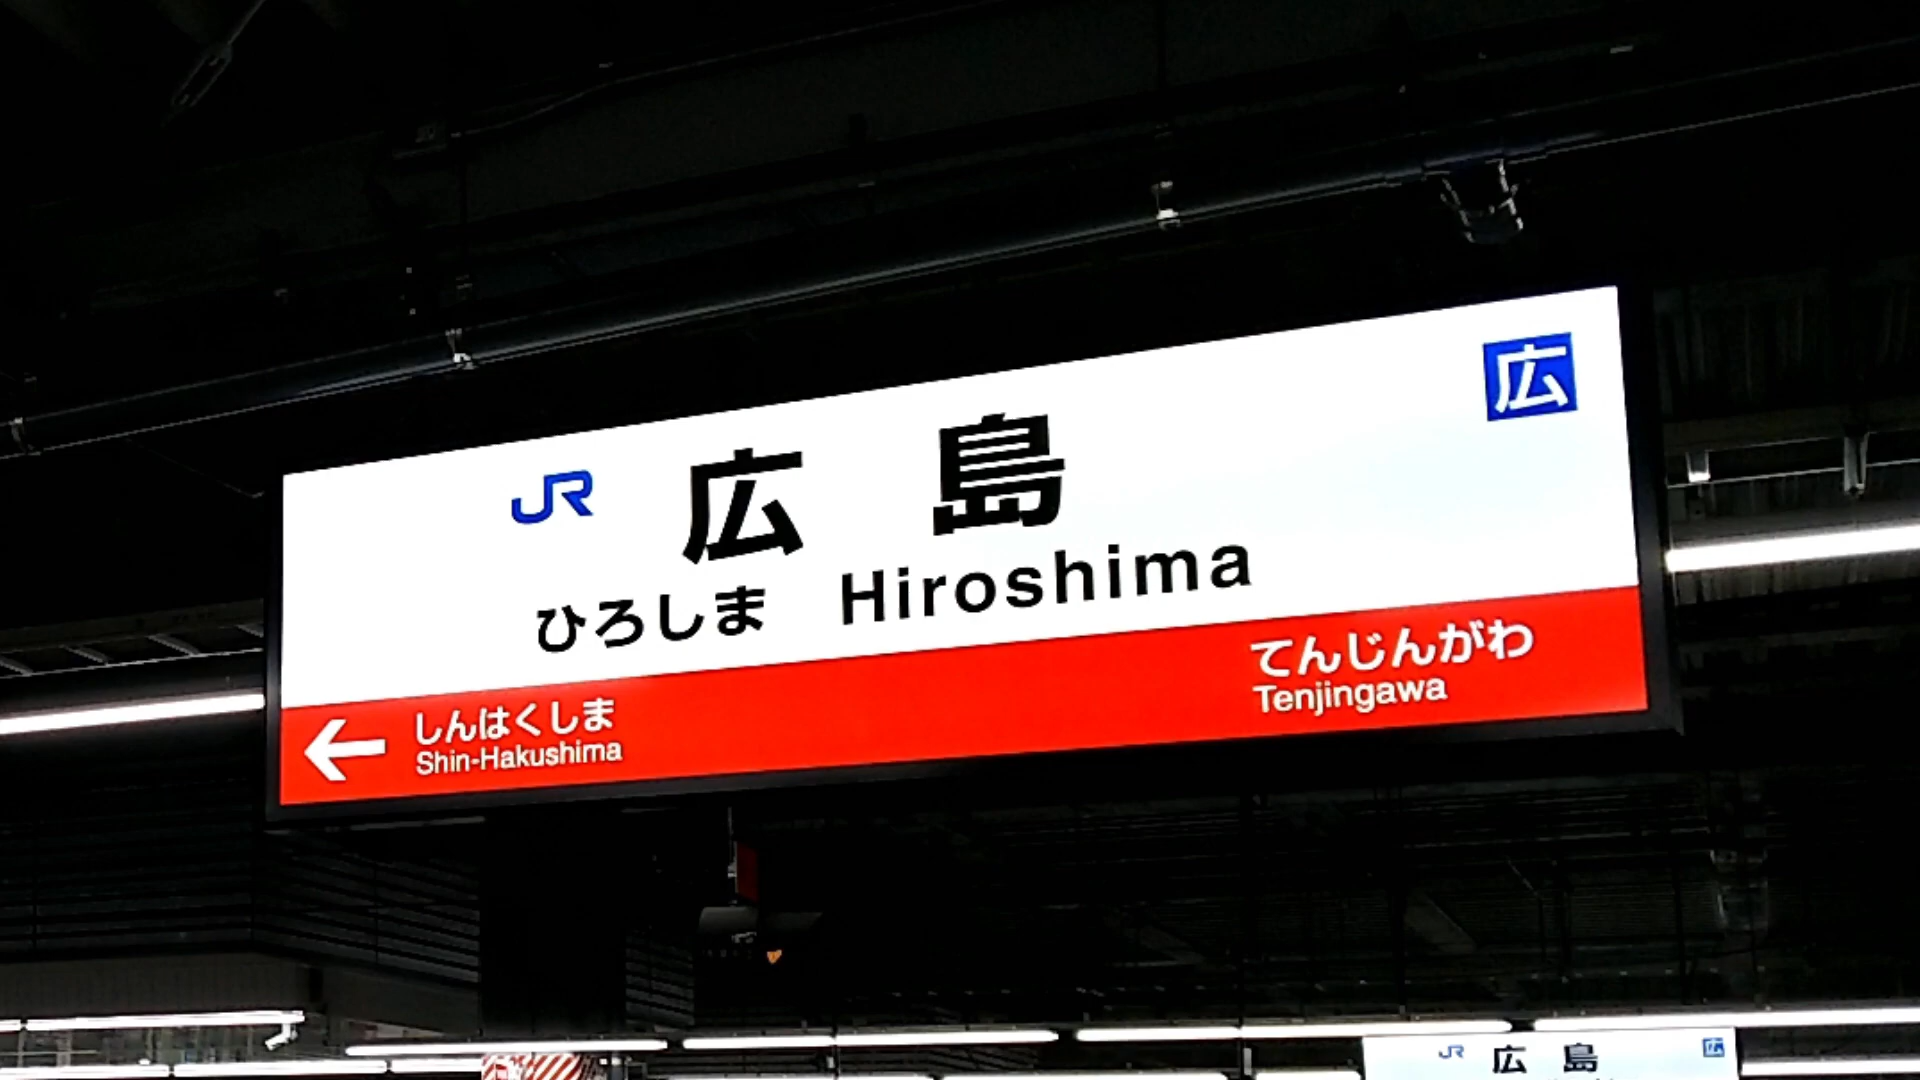 広
JR 広島
ひろしま Hiroshima
てんじんがわ
Tenjingawa
← しんはくしま
Shin-Hakushima
JR 広島 広